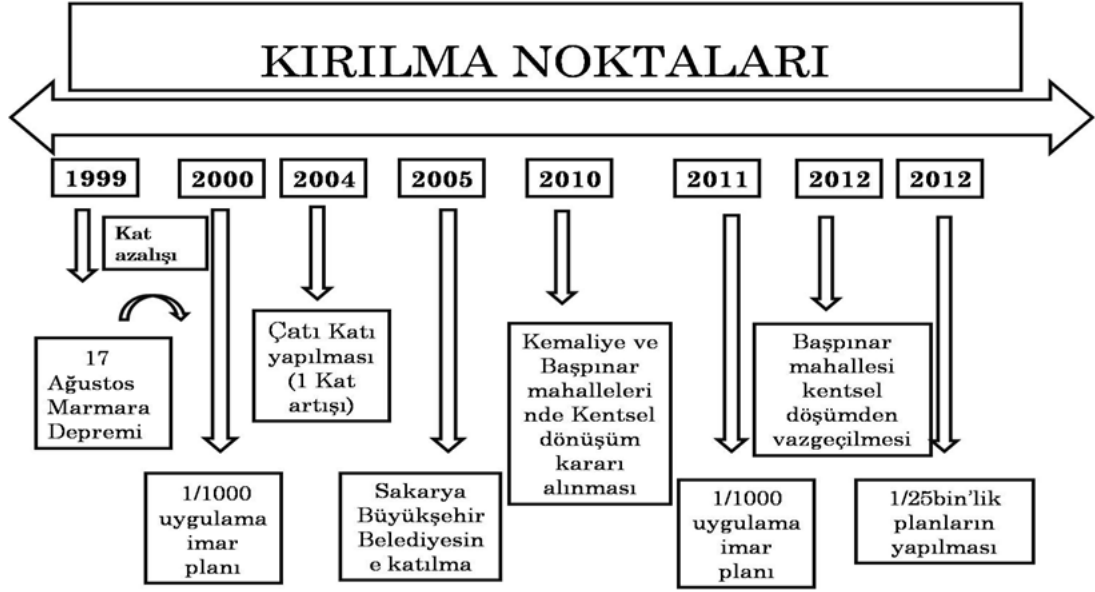 KIRILMA NOKTALARI
1999
2000
2004
2005
2010
2011
2012
2012
Kat
azalışı
17
Ağustos
Marmara
Depremi
1/1000
uygulama
imar
planı
Çatı Katı
yapılması
(1 Kat
artışı)
Sakarya
Büyükşehir
Belediyesin
e katılma
Kemaliye ve
Başpınar
mahalleleri
nde Kentsel
dönüşüm
kararı
alınması
1/1000
uygulama
imar
planı
Başpınar
mahallesi
kentsel
döşümden
vazgeçilmesi
1/25bin’lik
planların
yapılması